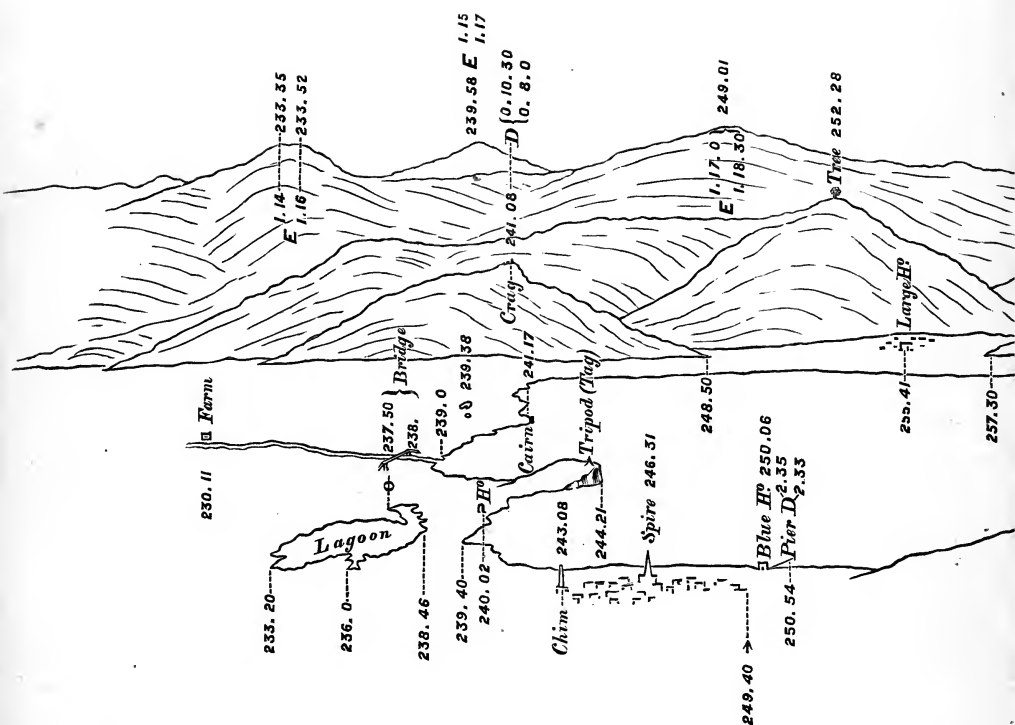 230.11 Farm
233.20
236.0
Lagoon
238.46
E 1.14 233.35
1.16 233.52
237.50 Bridge
238.
239.0
239.38
239.58 E 1.15
1.17
239.40
240.02 Hº
Cairn 241.17
Crag 241.08 D 0.10.30
0. 8.0
Chim 243.08
244.21 Tripod (Tag)
Spire 246.31
248.50
E 1.17. 0 249.01
1.18.30
249.40
Blue Hº 250.06
250.54 Pier D 2.35
2.33
Tree 252.28
255.41 Large Hº
257.30